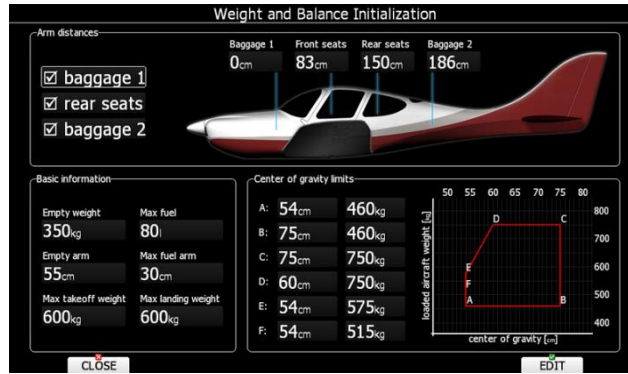 Weight and Balance Initialization
Arm distances
Baggage 1 Front seats Rear seats Baggage 2
0cm 83cm 150cm 186cm
☑ baggage 1
☑ rear seats
☑ baggage 2
Basic information
Empty weight Max fuel
350kg 80l
Empty arm Max fuel arm
55cm 30cm
Max takeoff weight Max landing weight
600kg 600kg
Center of gravity limits
A: 54cm 460kg
B: 75cm 460kg
C: 75cm 750kg
D: 60cm 750kg
E: 54cm 575kg
F: 54cm 515kg
50 55 60 65 70 75 80
800
700
600
500
400
D C
E
F
A B
loaded aircraft weight [kg]
center of gravity [cm]
CLOSE EDIT